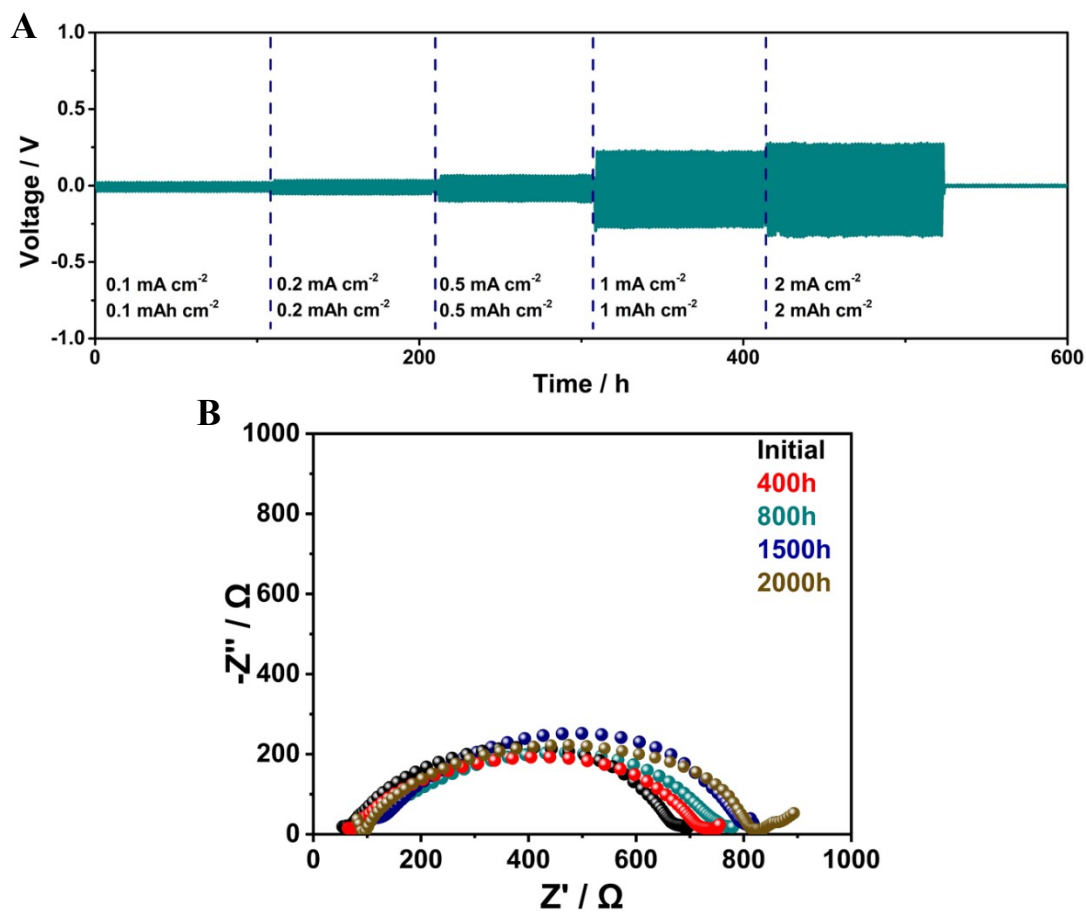 A
1.0
0.5
0.0
-0.5
-1.0
Voltage / V
0.1 mA cm⁻²
0.1 mAh cm⁻²
0.2 mA cm⁻²
0.2 mAh cm⁻²
0.5 mA cm⁻²
0.5 mAh cm⁻²
1 mA cm⁻²
1 mAh cm⁻²
2 mA cm⁻²
2 mAh cm⁻²
0
200
400
600
Time / h
B
1000
800
600
400
200
0
-Z'' / Ω
Initial
400h
800h
1500h
2000h
0
200
400
600
800
1000
Z' / Ω